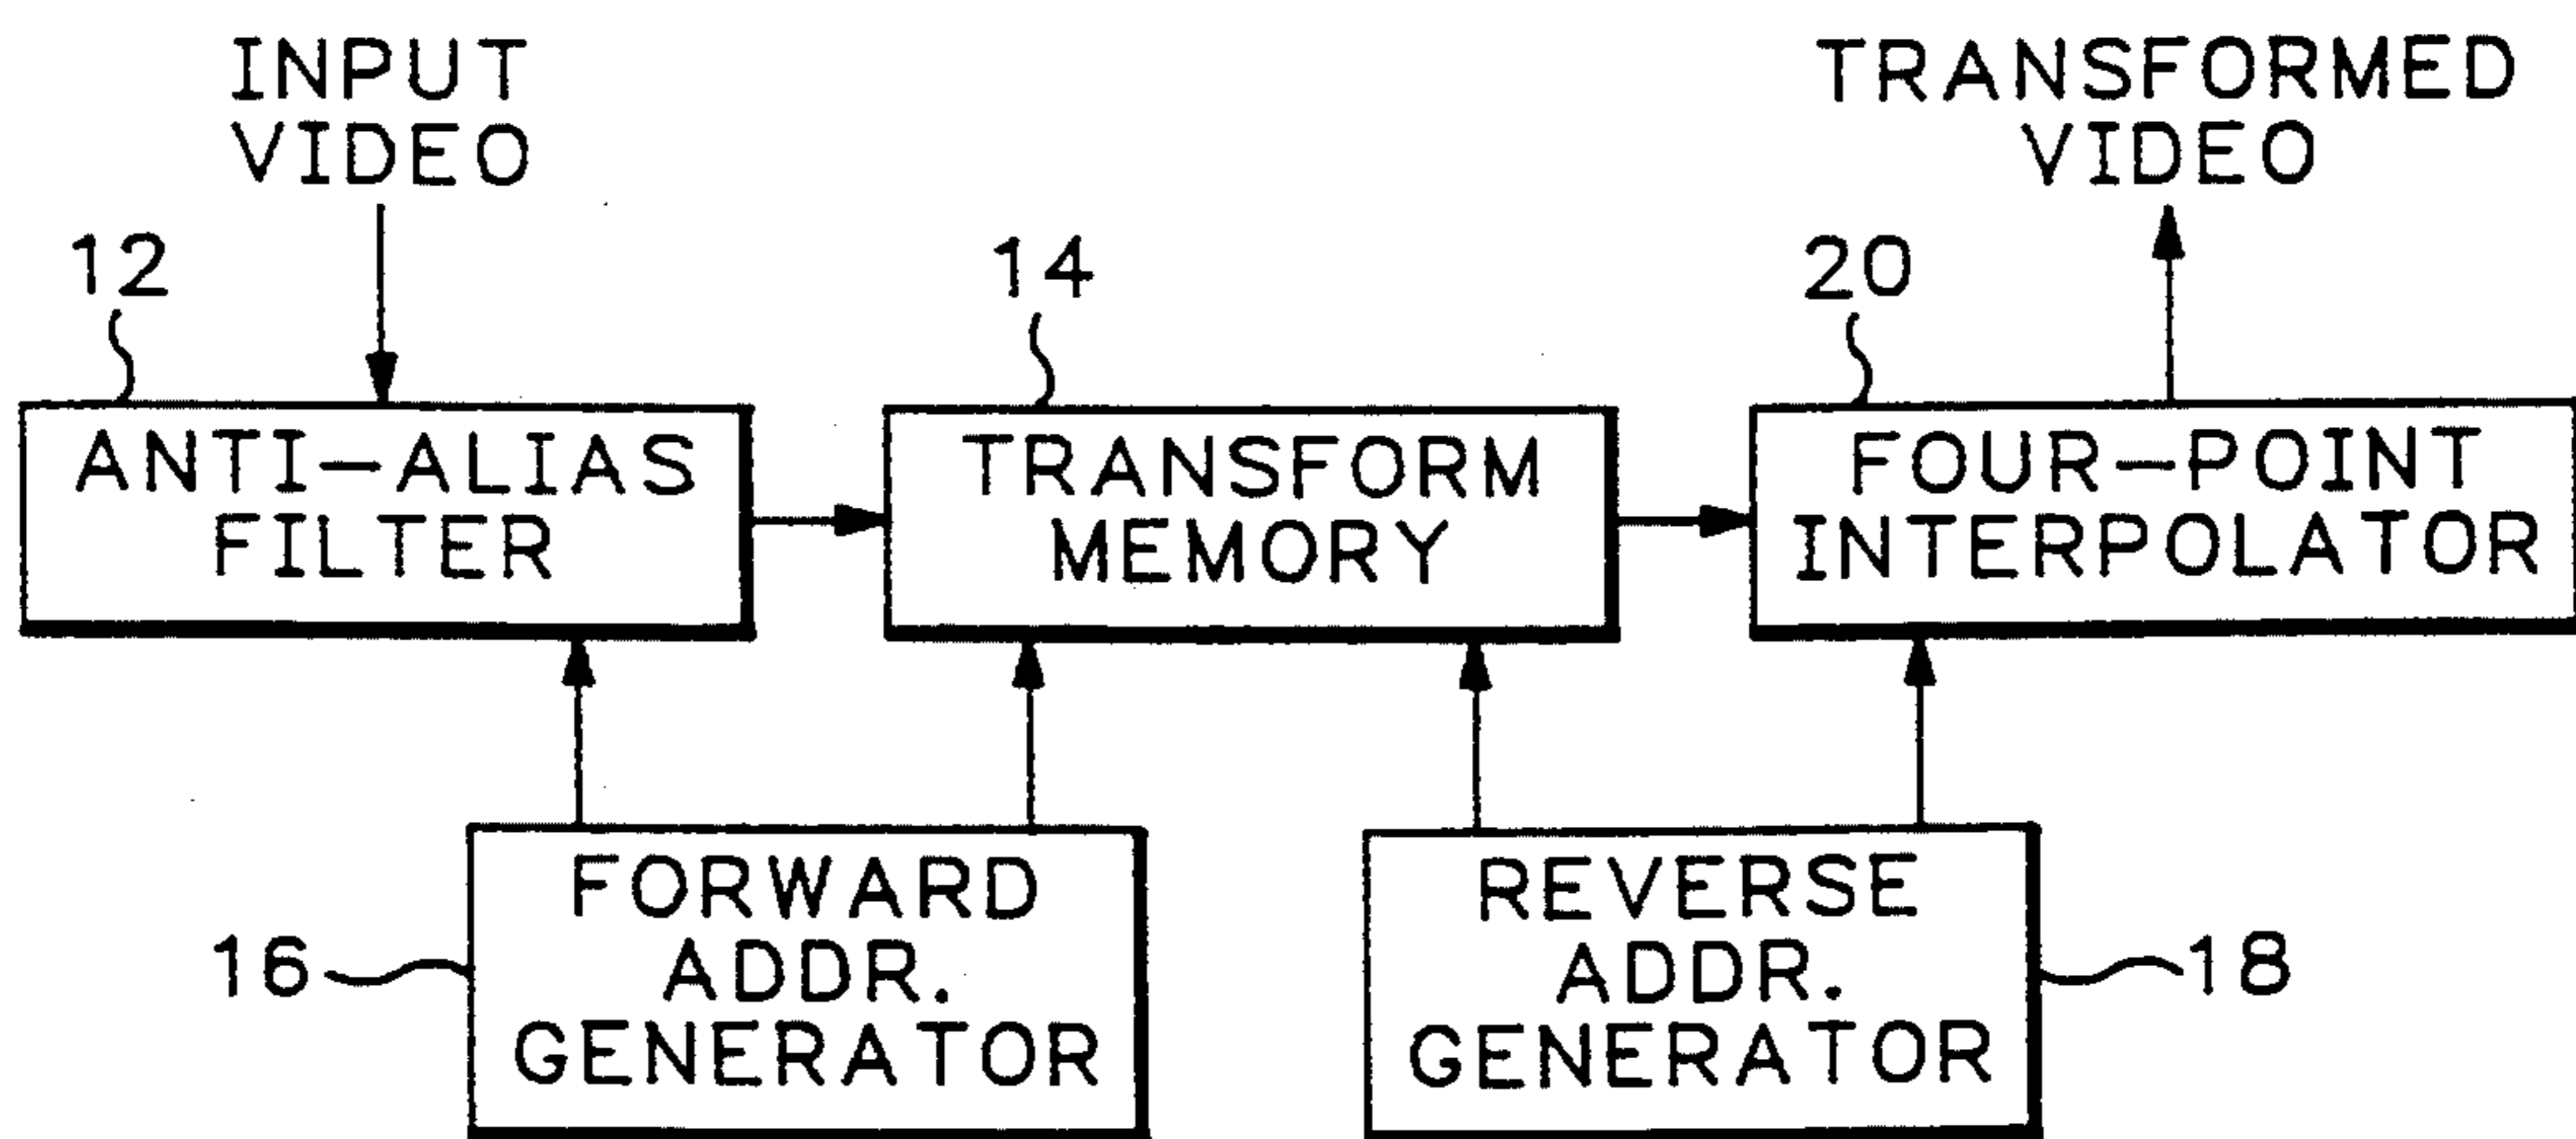 INPUT
VIDEO
TRANSFORMED
VIDEO
12
14
20
ANTI-ALIAS
FILTER
TRANSFORM
MEMORY
FOUR-POINT
INTERPOLATOR
16
FORWARD
ADDR.
GENERATOR
REVERSE
ADDR.
GENERATOR
18